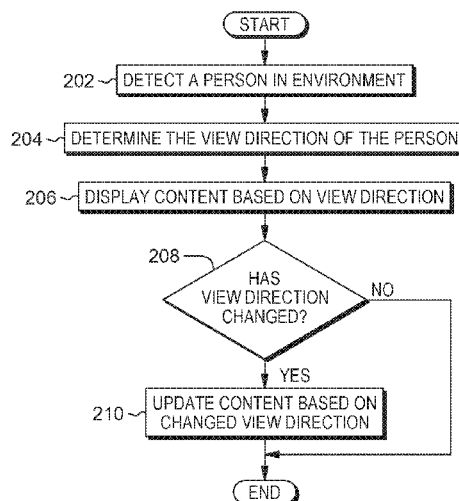 START
202 DETECT A PERSON IN ENVIRONMENT
204 DETERMINE THE VIEW DIRECTION OF THE PERSON
206 DISPLAY CONTENT BASED ON VIEW DIRECTION
208
HAS
VIEW DIRECTION
CHANGED?
NO
YES
210
UPDATE CONTENT BASED ON
CHANGED VIEW DIRECTION
END